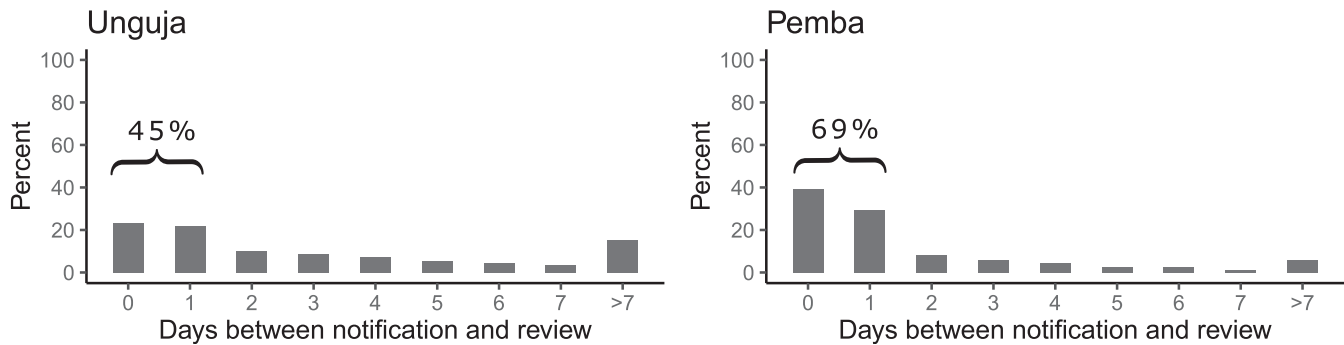 Unguja
Percent
100
80
60
40
20
0
45%
0 1 2 3 4 5 6 7 >7
Days between notification and review
Pemba
Percent
100
80
60
40
20
0
69%
0 1 2 3 4 5 6 7 >7
Days between notification and review